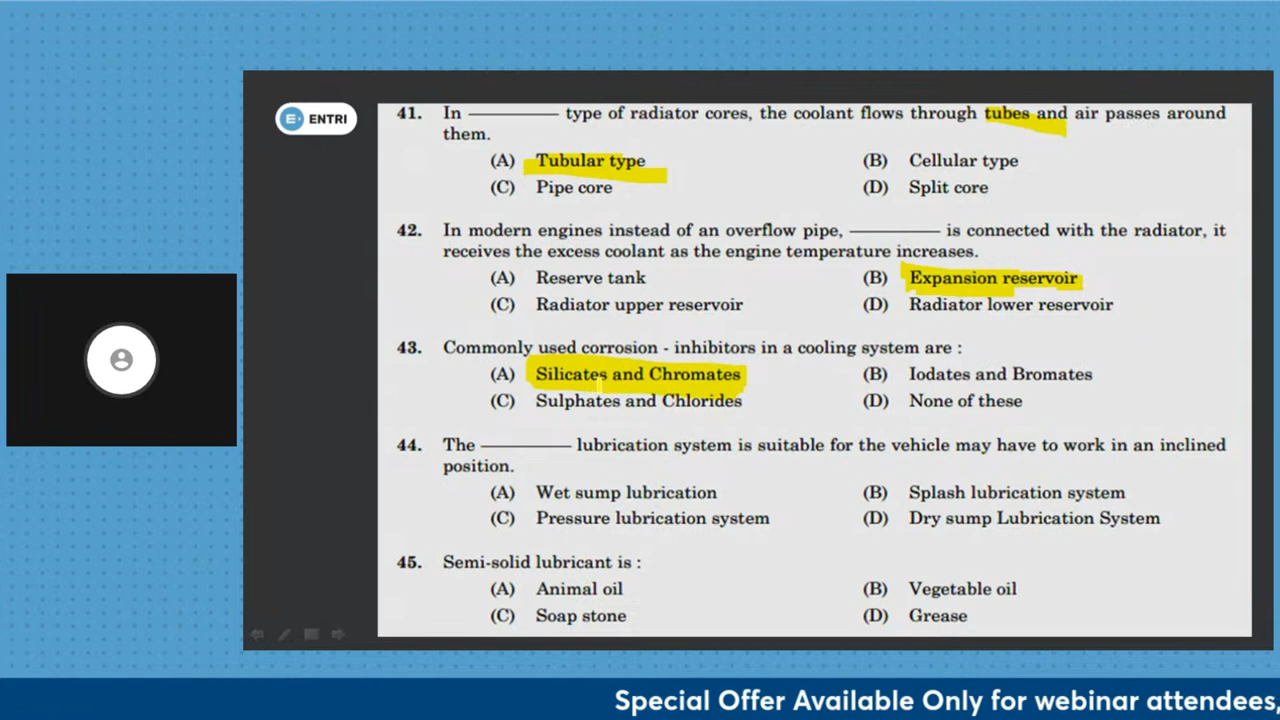 ENTRI
41. In ———— type of radiator cores, the coolant flows through tubes and air passes around
them.
(A) Tubular type (B) Cellular type
(C) Pipe core (D) Split core
42. In modern engines instead of an overflow pipe, ———— is connected with the radiator, it
receives the excess coolant as the engine temperature increases.
(A) Reserve tank (B) Expansion reservoir
(C) Radiator upper reservoir (D) Radiator lower reservoir
43. Commonly used corrosion - inhibitors in a cooling system are :
(A) Silicates and Chromates (B) Iodates and Bromates
(C) Sulphates and Chlorides (D) None of these
44. The ———— lubrication system is suitable for the vehicle may have to work in an inclined
position.
(A) Wet sump lubrication (B) Splash lubrication system
(C) Pressure lubrication system (D) Dry sump Lubrication System
45. Semi-solid lubricant is :
(A) Animal oil (B) Vegetable oil
(C) Soap stone (D) Grease
Special Offer Available Only for webinar attendees,